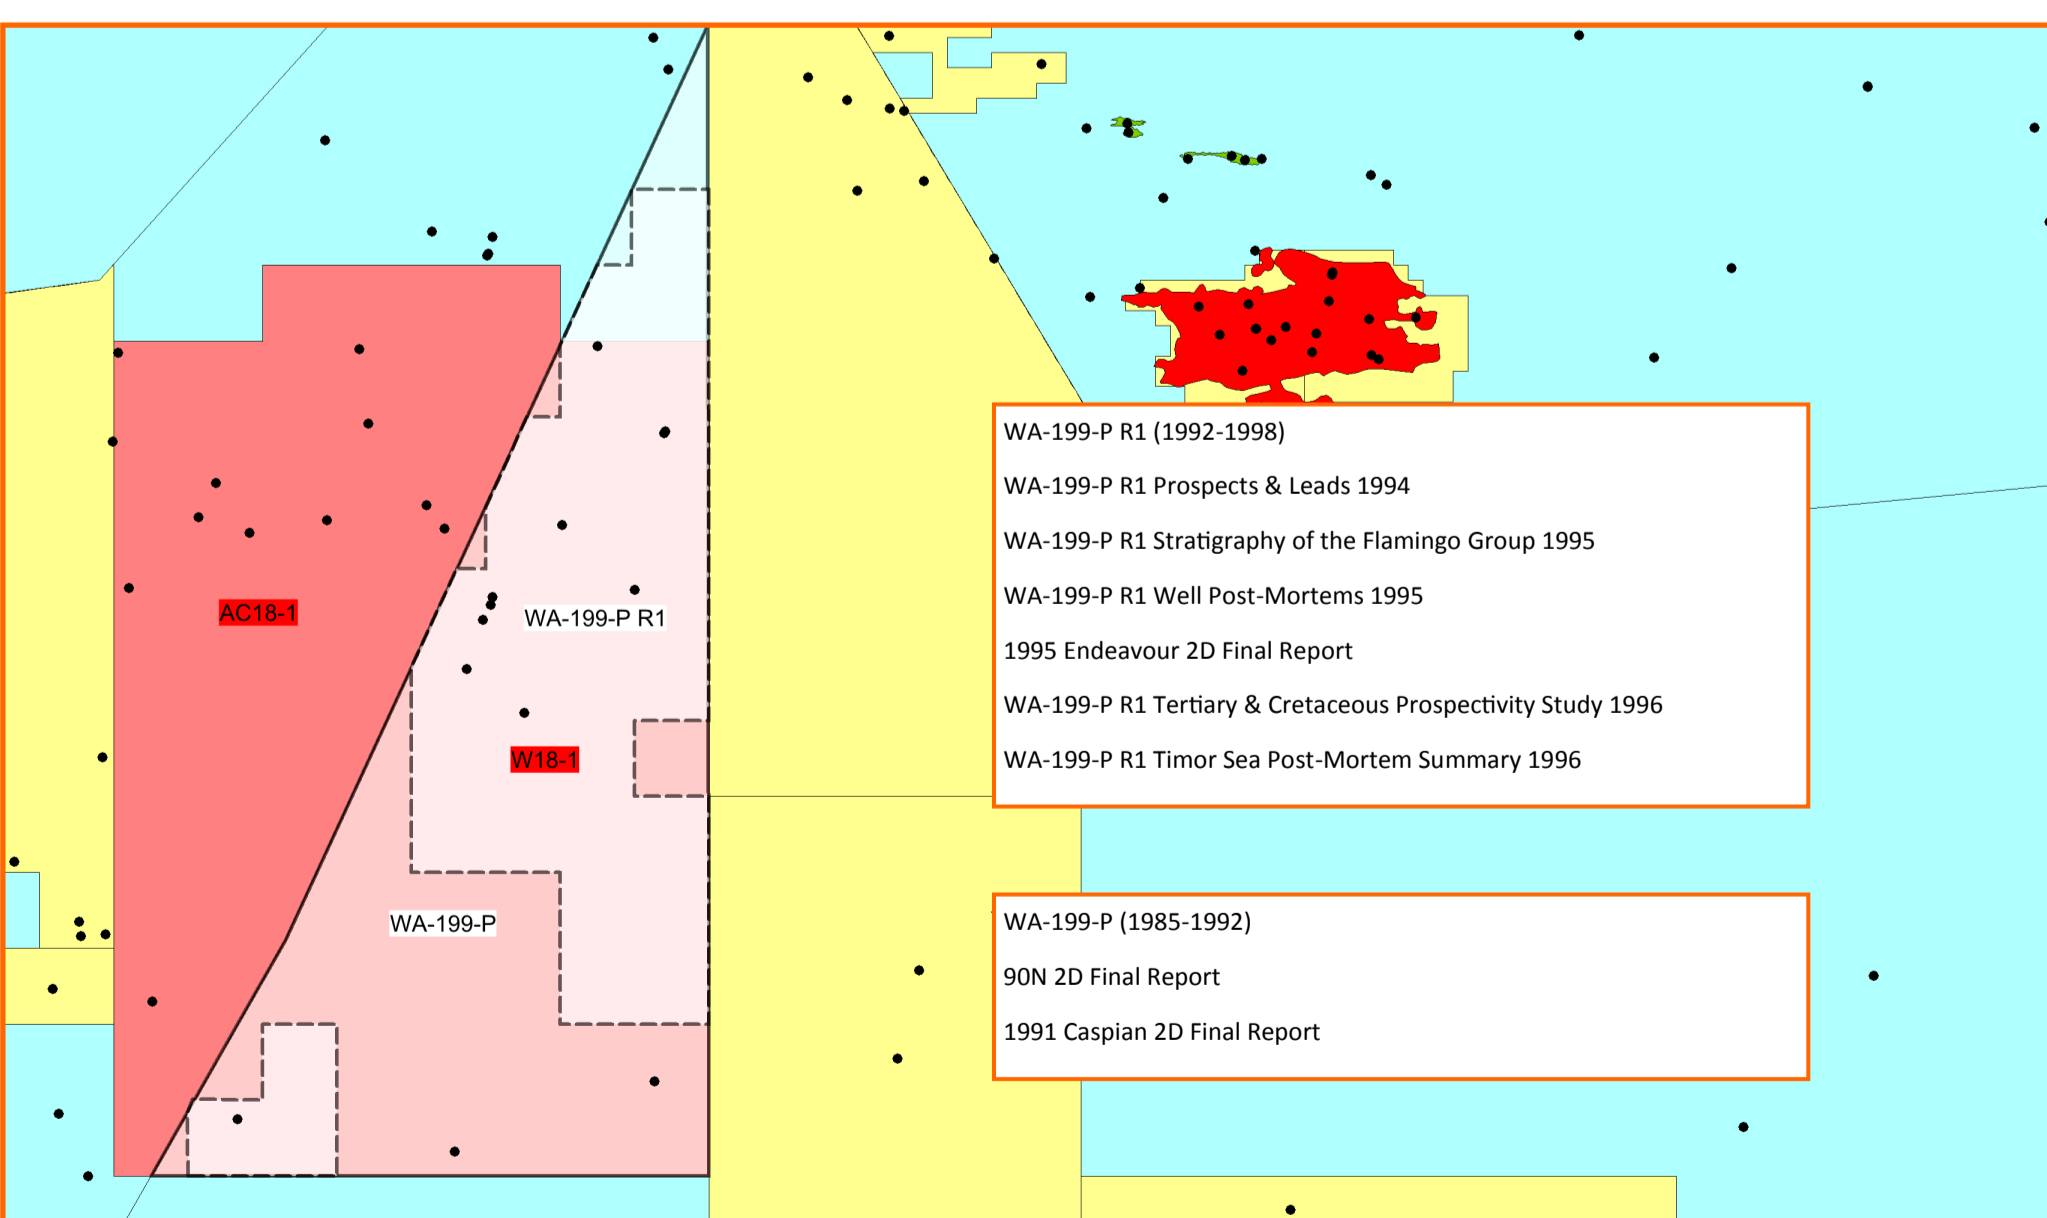 AC18-1
WA-199-P R1
W18-1
WA-199-P
WA-199-P R1 (1992-1998)
WA-199-P R1 Prospects & Leads 1994
WA-199-P R1 Stratigraphy of the Flamingo Group 1995
WA-199-P R1 Well Post-Mortems 1995
1995 Endeavour 2D Final Report
WA-199-P R1 Tertiary & Cretaceous Prospectivity Study 1996
WA-199-P R1 Timor Sea Post-Mortem Summary 1996
WA-199-P (1985-1992)
90N 2D Final Report
1991 Caspian 2D Final Report